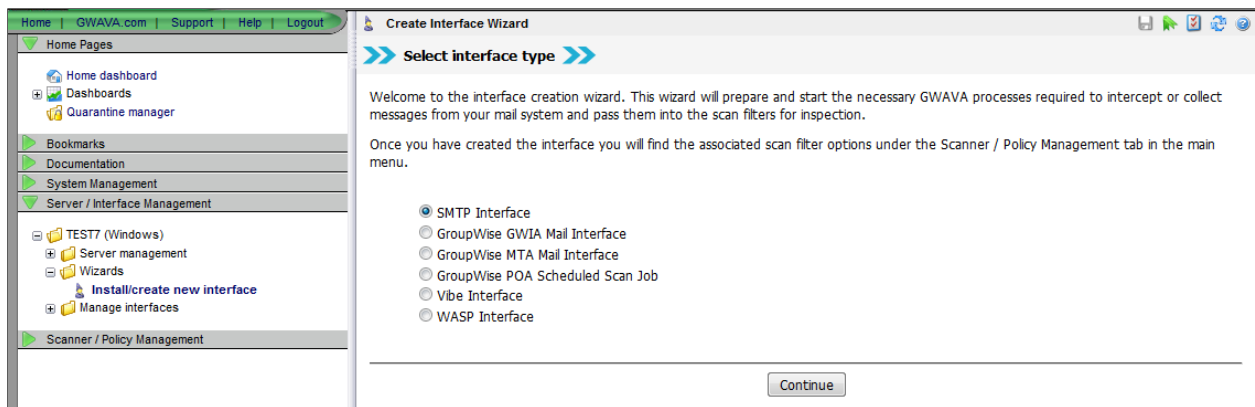 Home | GWAVA.com | Support | Help | Logout
Home Pages
Home dashboard
Dashboards
Quarantine manager
Bookmarks
Documentation
System Management
Server / Interface Management
TEST7 (Windows)
Server management
Wizards
Install/create new interface
Manage interfaces
Scanner / Policy Management
Create Interface Wizard
Select interface type
Welcome to the interface creation wizard. This wizard will prepare and start the necessary GWAVA processes required to intercept or collect
messages from your mail system and pass them into the scan filters for inspection.
Once you have created the interface you will find the associated scan filter options under the Scanner / Policy Management tab in the main
menu.
SMTP Interface
GroupWise GWIA Mail Interface
GroupWise MTA Mail Interface
GroupWise POA Scheduled Scan Job
Vibe Interface
WASP Interface
Continue